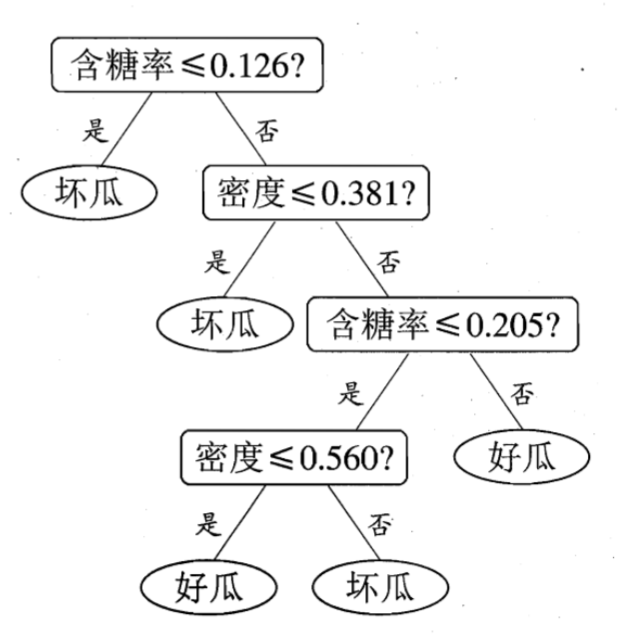 含糖率≤0.126?
是 否
坏瓜 密度≤0.381?
是 否
坏瓜 含糖率≤0.205?
是 否
密度≤0.560? 好瓜
是 否
好瓜 坏瓜